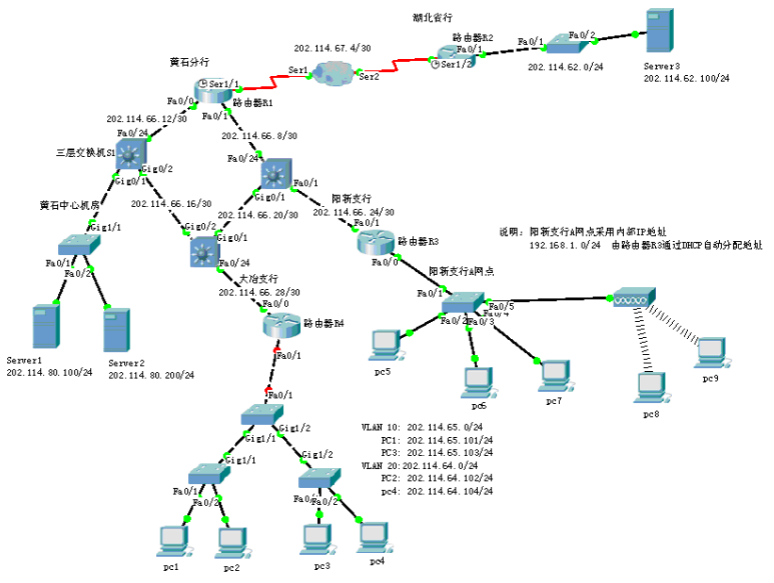 湖北省行
路由器R2
Fa0/1
Fa0/1
Fa0/2
Ser1/2
202.114.62.0/24
Server3
202.114.62.100/24
202.114.67.4/30
Ser1
Ser2
黄石分行
Ser1/1
Fa0/0
Fa0/1
路由器R1
202.114.66.12/30
Fa0/24
三层交换机S1
Gig0/2
Gig0/1
202.114.66.8/30
Fa0/24
Fa0/1
Gig0/1
黄石中心机房
Gig1/1
202.114.66.16/30
202.114.66.20/30
Gig0/2
Gig0/1
阳新支行
202.114.66.24/30
Fa0/1
路由器R3
Fa0/0
说明: 阳新支行A网点采用内部IP地址
192.168.1.0/24 由路由器R3通过DHCP自动分配地址
Fa0/1
Fa0/2
大冶支行
202.114.66.28/30
Fa0/0
路由器R4
Fa0/1
阳新支行A网点
Fa0/1
Fa0/5
Fa0/4
Fa0/2
Fa0/3
Server1
202.114.80.100/24
Server2
202.114.80.200/24
pc5
pc6
pc7
pc8
pc9
Fa0/1
Gig1/2
Gig1/1
Gig1/1
Gig1/2
VLAN 10: 202.114.65.0/24
PC1: 202.114.65.101/24
PC3: 202.114.65.103/24
VLAN 20:202.114.64.0/24
PC2: 202.114.64.102/24
pc4: 202.114.64.104/24
Fa0/1
Fa0/2
Fa0/1
Fa0/2
pc1
pc2
pc3
pc4